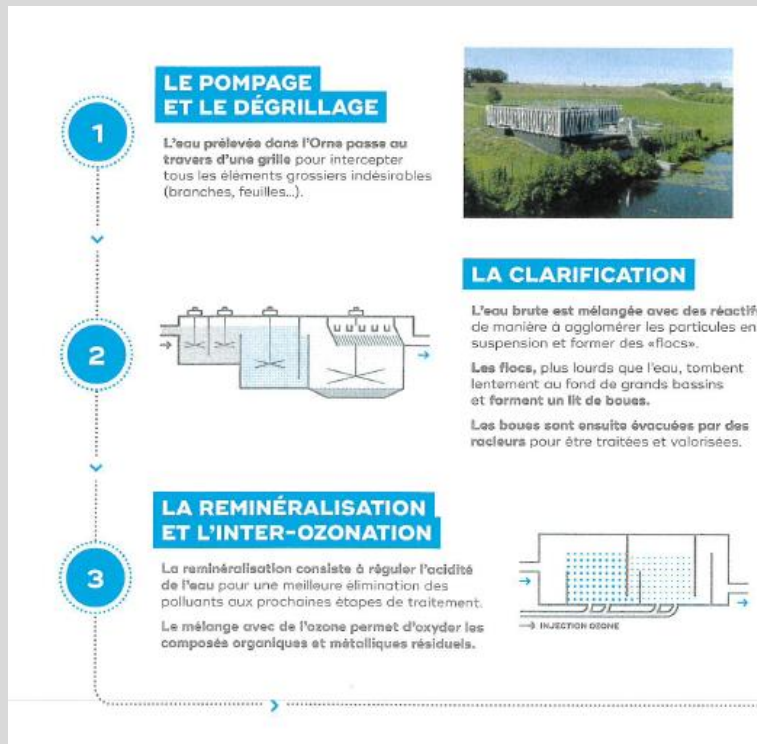 1
LE POMPAGE
ET LE DÉGRILLAGE
L'eau prélevée dans l'Orne passe au
travers d'une grille pour intercepter
tous les éléments grossiers indésirables
(branches, feuilles...).
2
LA CLARIFICATION
L'eau brute est mélangée avec des réactifs
de manière à agglomérer les particules en
suspension et former des «flocs».
Les flocs, plus lourds que l'eau, tombent
lentement au fond de grands bassins
et forment un lit de boues.
Les boues sont ensuite évacuées par des
racleurs pour être traitées et valorisées.
3
LA REMINÉRALISATION
ET L'INTER-OZONATION
La reminéralisation consiste à réguler l'acidité
de l'eau pour une meilleure élimination des
polluants aux prochaines étapes de traitement.
Le mélange avec de l'ozone permet d'oxyder les
composés organiques et métalliques résiduels.
INJECTION OZONE